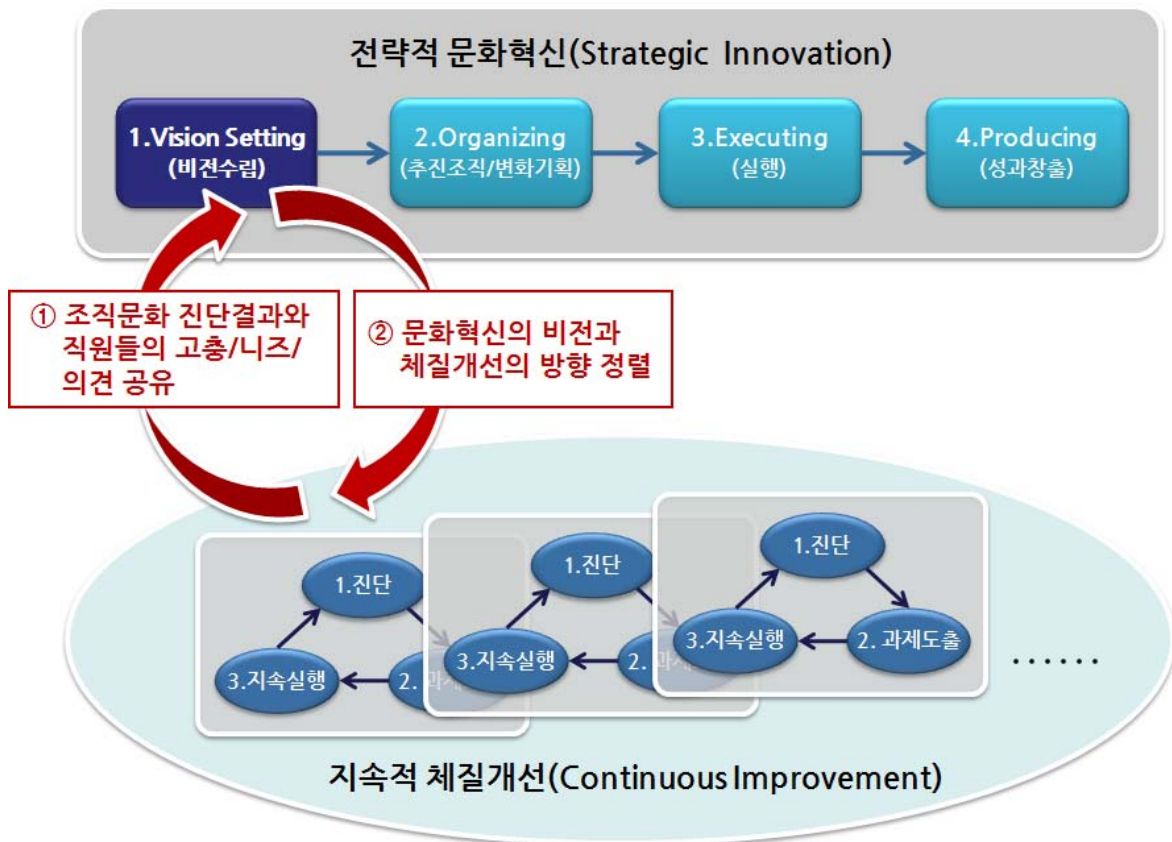 전략적 문화혁신(Strategic Innovation)
1.Vision Setting
(비전수립)
2.Organizing
(추진조직/변화기획)
3.Executing
(실행)
4.Producing
(성과창출)
① 조직문화 진단결과와
직원들의 고충/니즈/
의견 공유
② 문화혁신의 비전과
체질개선의 방향 정렬
1.진단
3.지속실행
2. 과제
1.진단
3.지속실행
2. 과제
1.진단
3.지속실행
2. 과제도출
......
지속적 체질개선(Continuous Improvement)